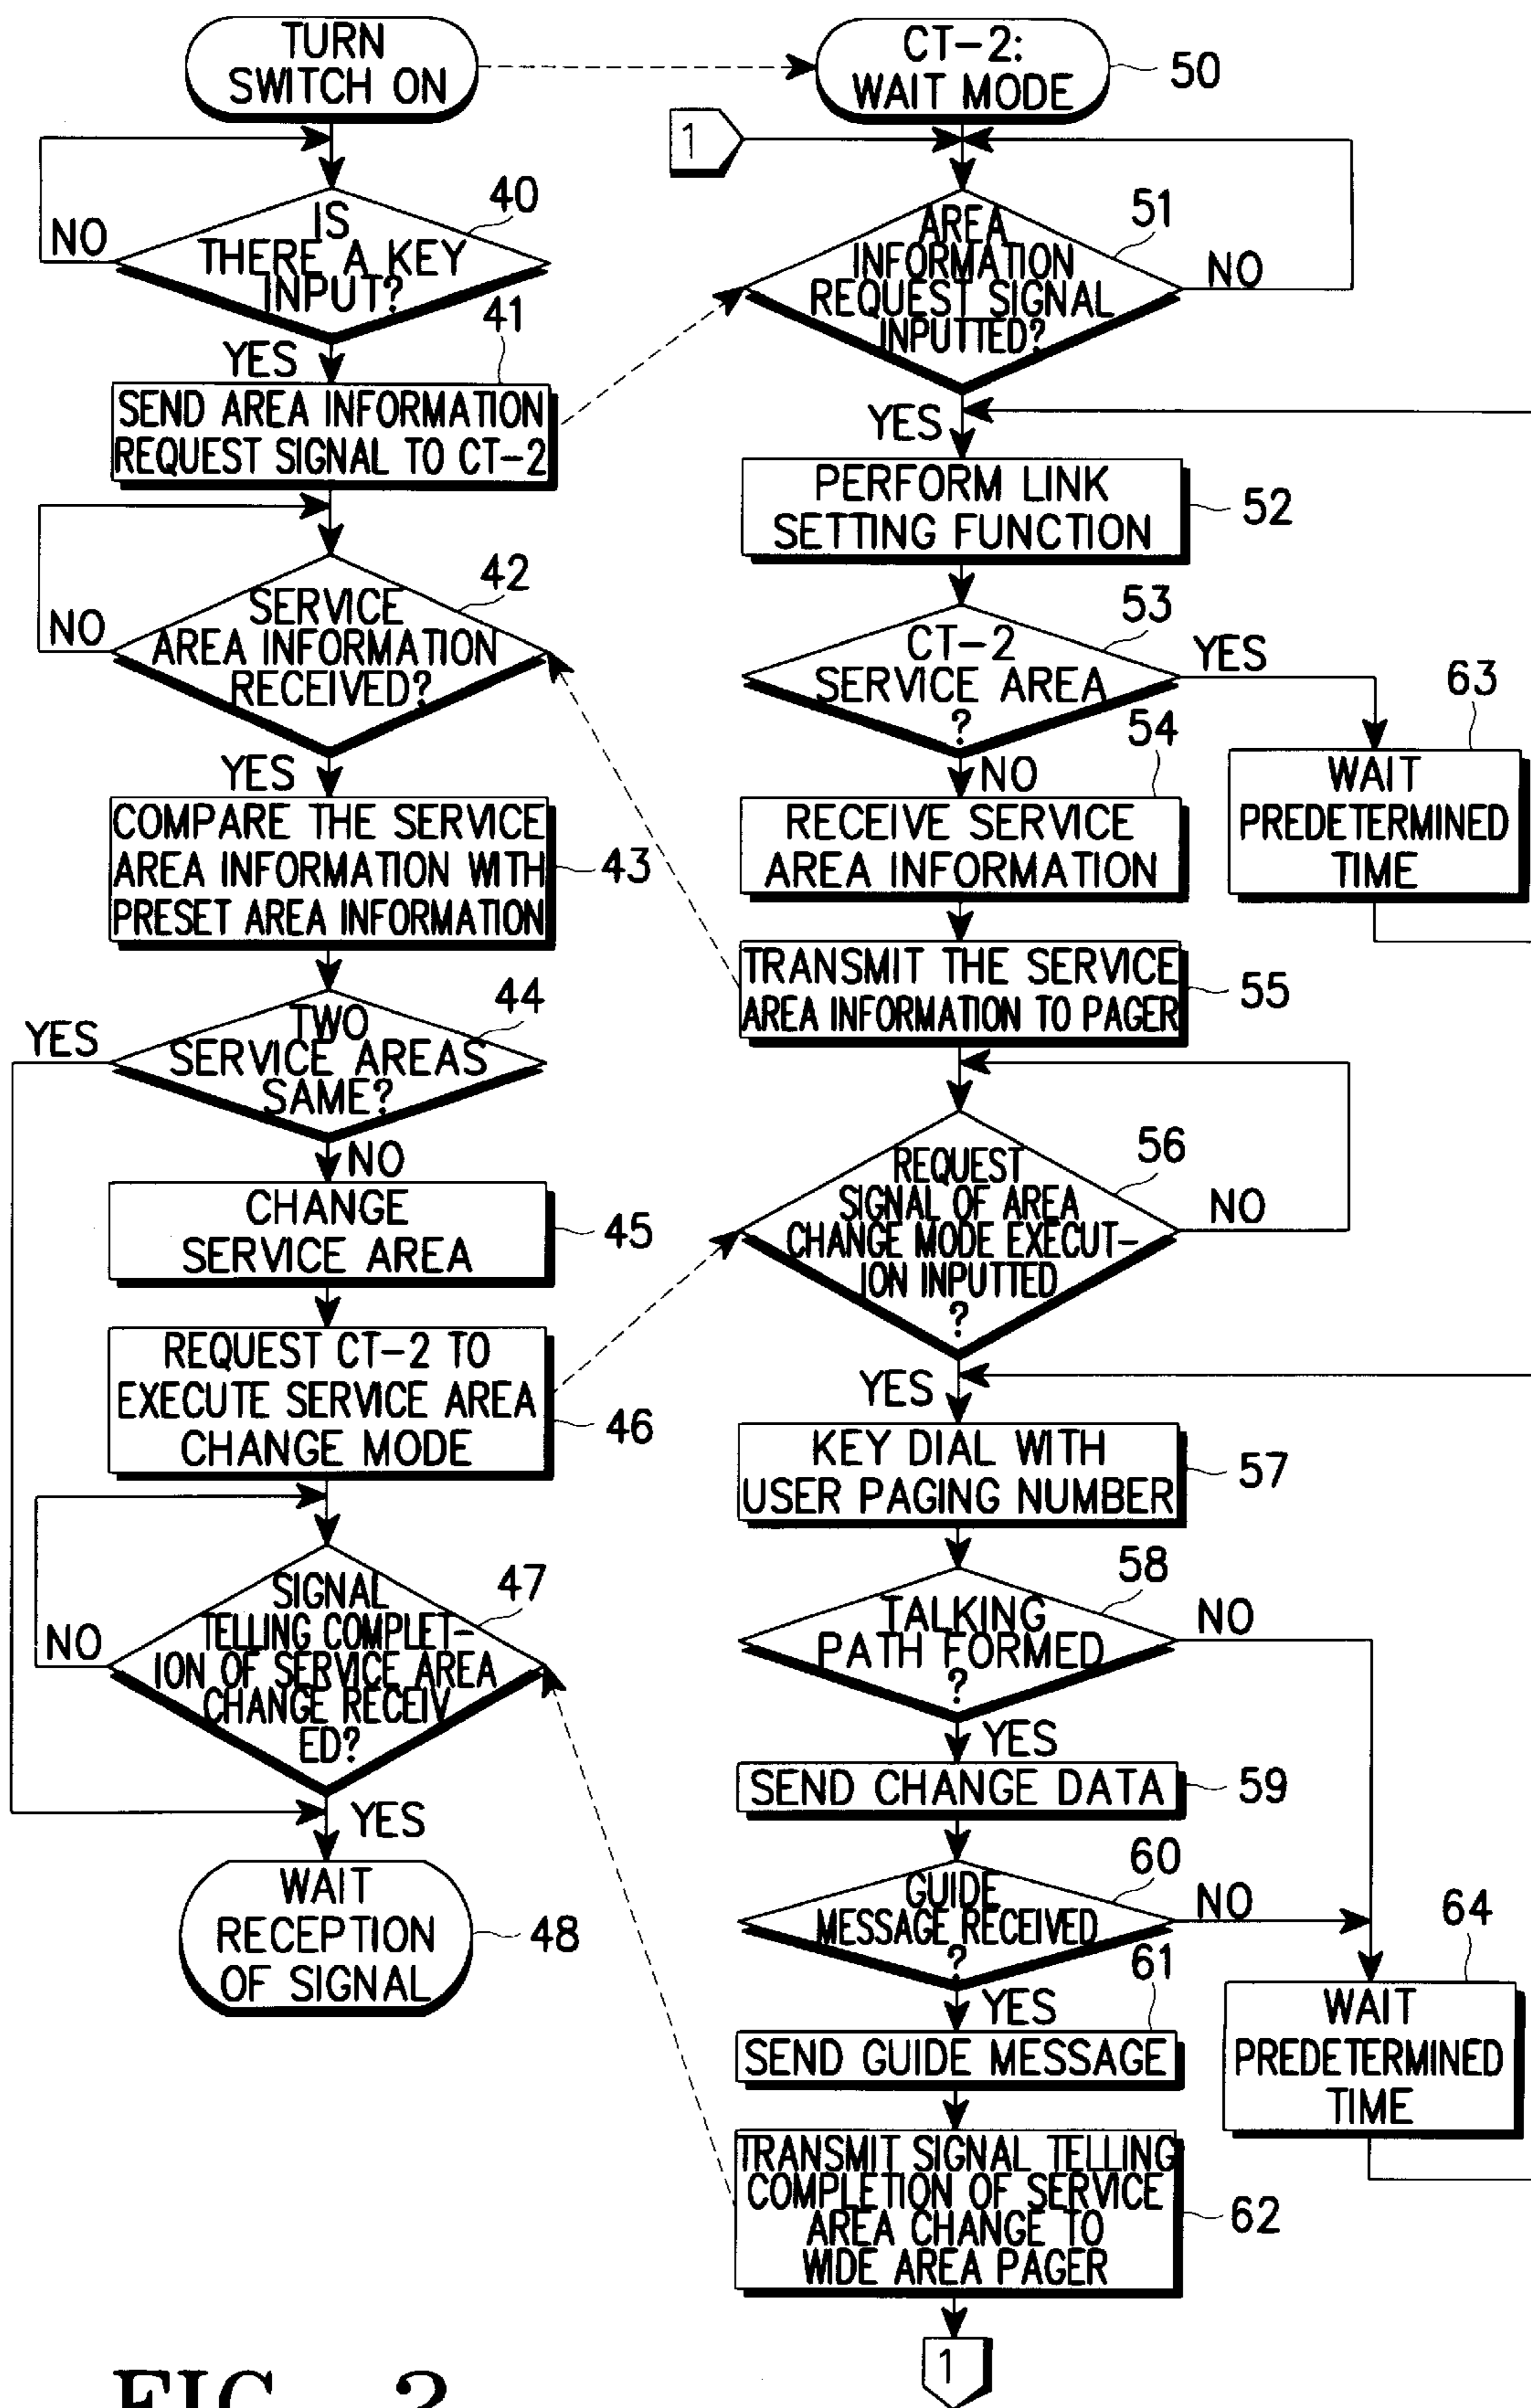 TURN
SWITCH ON
40
IS
THERE A KEY
INPUT?
NO
YES
41
SEND AREA INFORMATION
REQUEST SIGNAL TO CT-2
42
SERVICE
AREA INFORMATION
RECEIVED?
NO
YES
COMPARE THE SERVICE
AREA INFORMATION WITH
PRESET AREA INFORMATION
43
44
TWO
SERVICE AREAS
SAME?
YES
NO
CHANGE
SERVICE AREA
45
REQUEST CT-2 TO
EXECUTE SERVICE AREA
CHANGE MODE
46
47
SIGNAL
TELLING COMPLET-
ION OF SERVICE AREA
CHANGE RECEIV
ED?
NO
YES
WAIT
RECEPTION
OF SIGNAL
48
CT-2:
WAIT MODE
50
1
51
AREA
INFORMATION
REQUEST SIGNAL
INPUTTED?
NO
YES
PERFORM LINK
SETTING FUNCTION
52
53
CT-2
SERVICE AREA
?
YES
NO
63
WAIT
PREDETERMINED
TIME
54
RECEIVE SERVICE
AREA INFORMATION
TRANSMIT THE SERVICE
AREA INFORMATION TO PAGER
55
56
REQUEST
SIGNAL OF AREA
CHANGE MODE EXECUT-
ION INPUTTED
?
NO
YES
KEY DIAL WITH
USER PAGING NUMBER
57
58
TALKING
PATH FORMED
?
NO
YES
SEND CHANGE DATA
59
60
GUIDE
MESSAGE RECEIVED
?
NO
YES
64
WAIT
PREDETERMINED
TIME
61
SEND GUIDE MESSAGE
TRANSMIT SIGNAL TELLING
COMPLETION OF SERVICE
AREA CHANGE TO
WIDE AREA PAGER
62
1